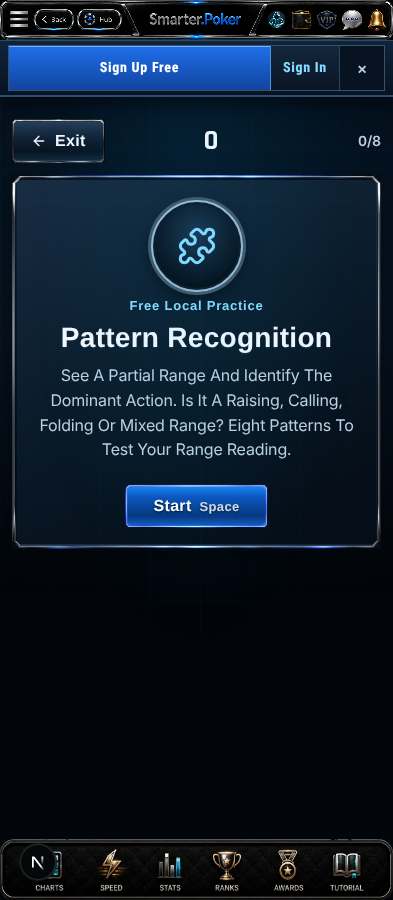 Back
Hub
Smarter.Poker
VIP
Sign Up Free
Sign In
×
← Exit
0
0/8
Free Local Practice
Pattern Recognition
See A Partial Range And Identify The
Dominant Action. Is It A Raising, Calling,
Folding Or Mixed Range? Eight Patterns To
Test Your Range Reading.
Start Space
N
CHARTS
SPEED
STATS
RANKS
AWARDS
TUTORIAL